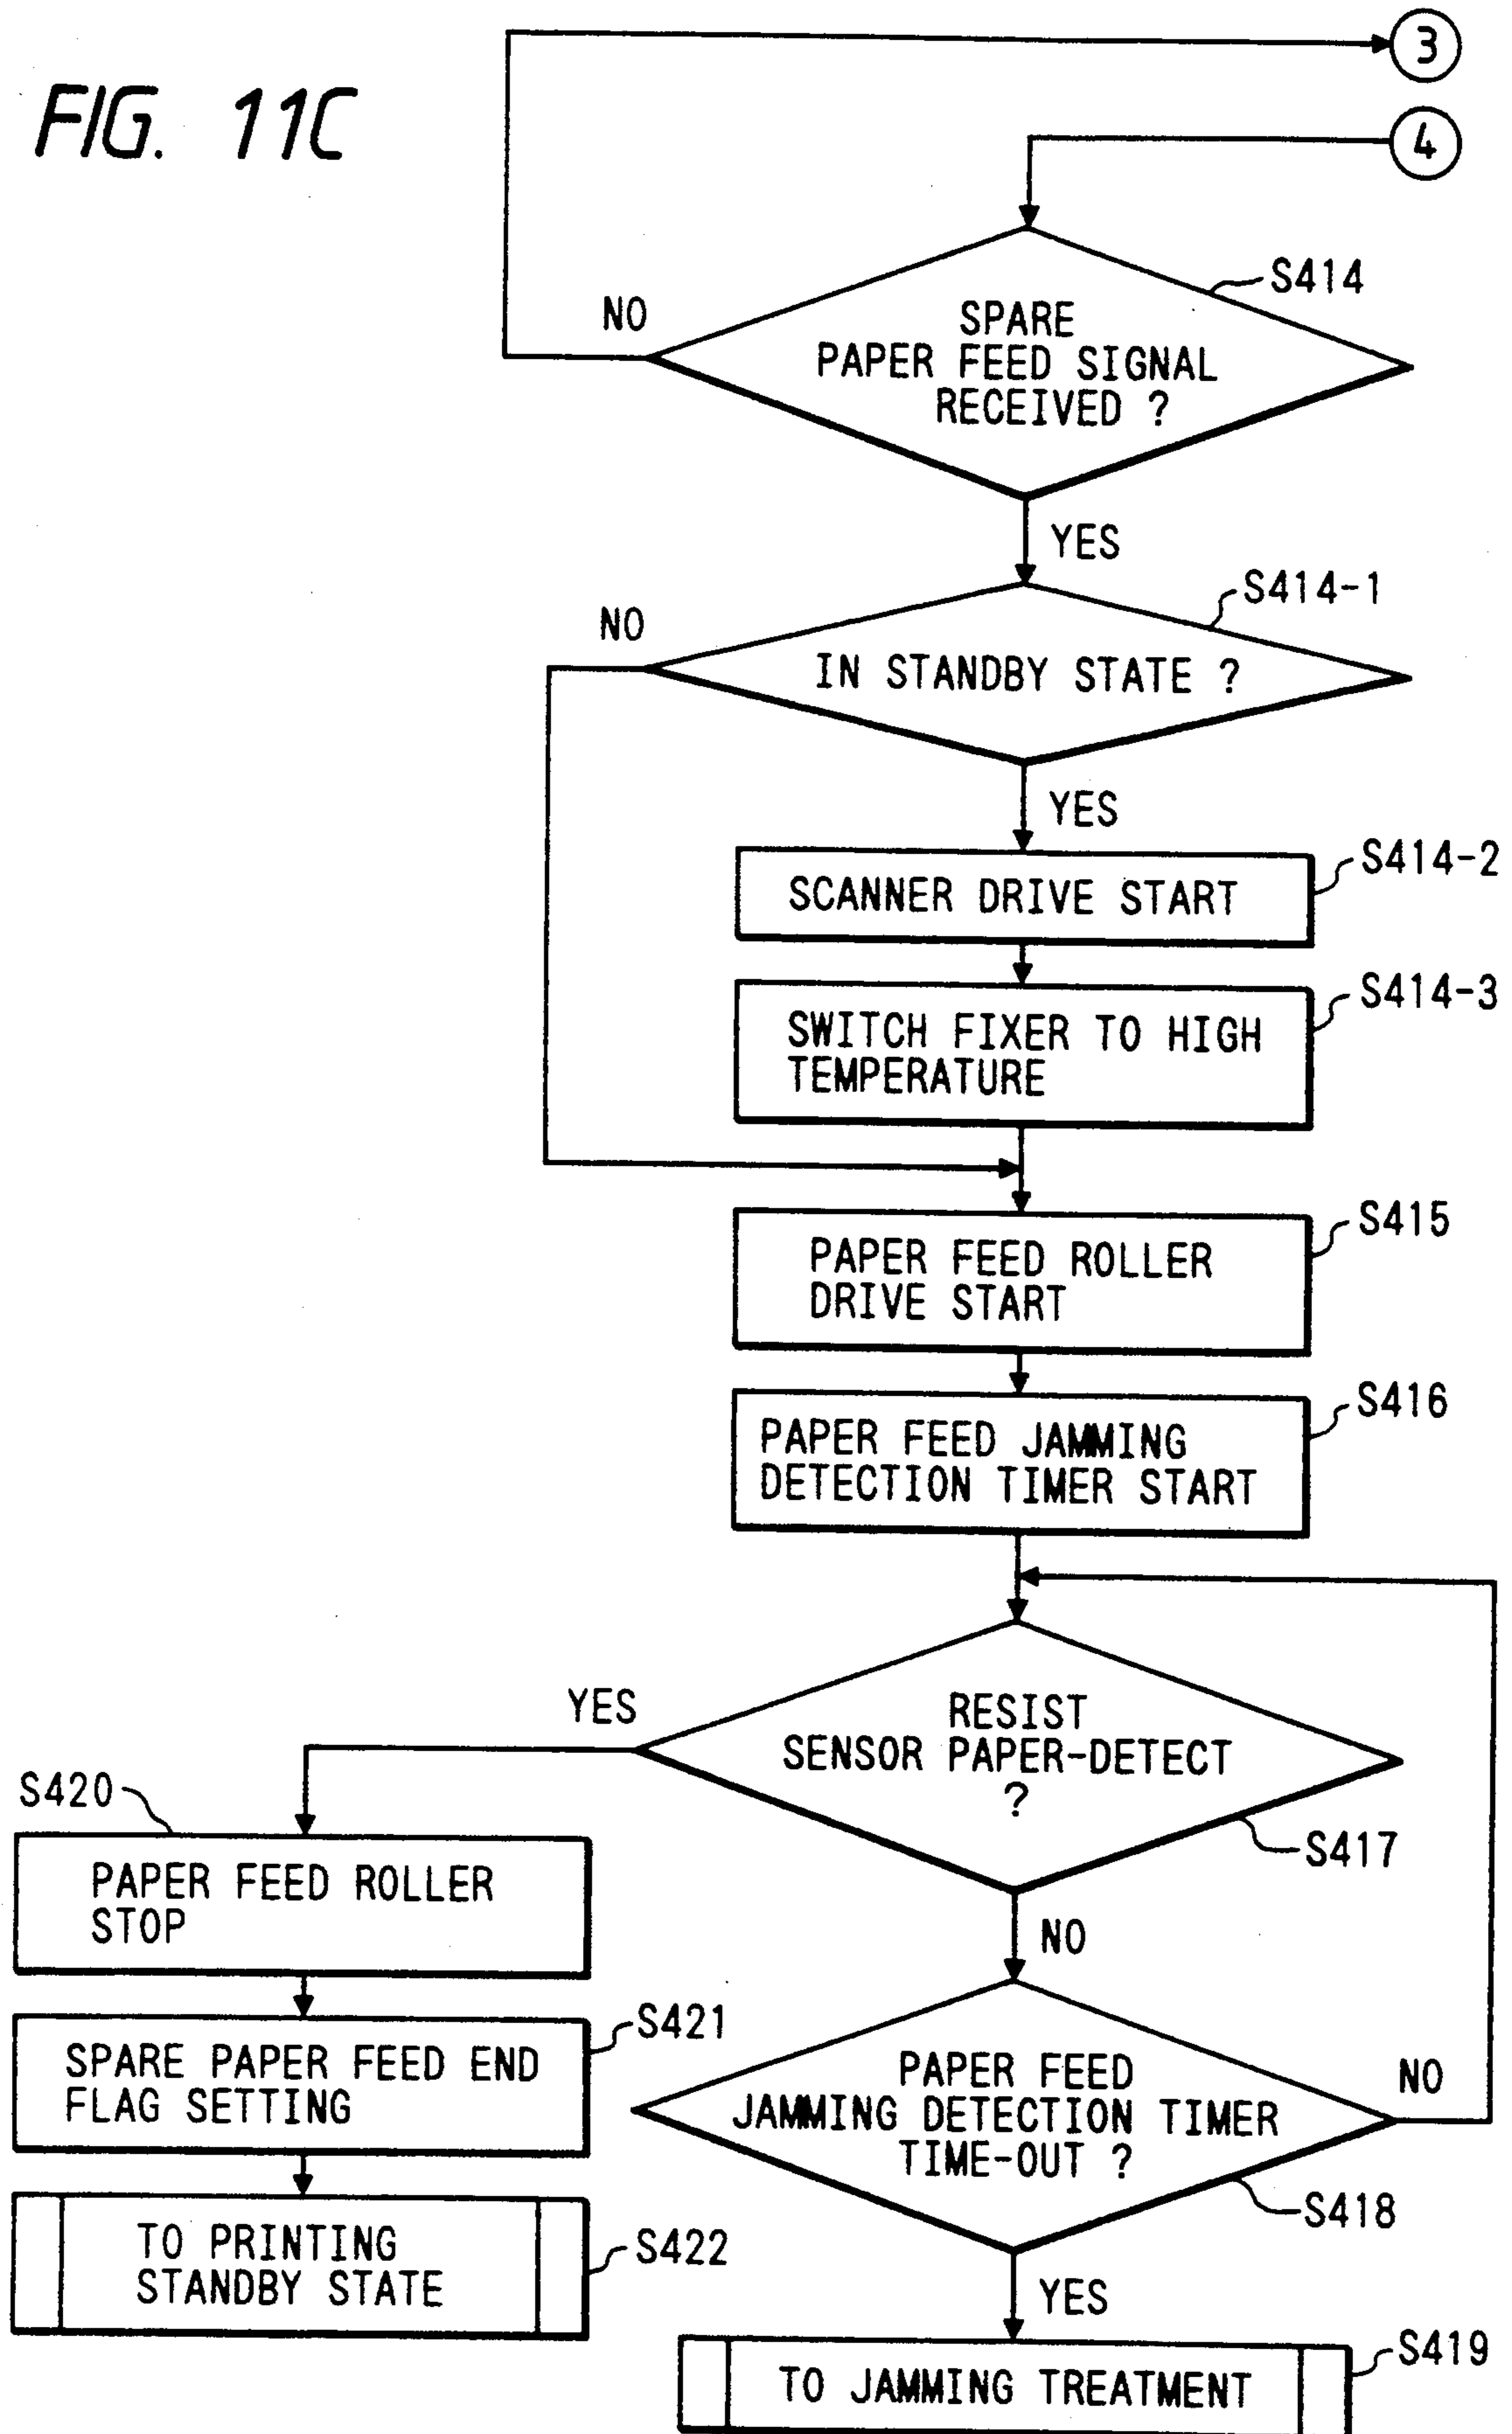 FIG. 11C
3
4
S414
NO
SPARE
PAPER FEED SIGNAL
RECEIVED ?
YES
S414-1
NO
IN STANDBY STATE ?
YES
S414-2
SCANNER DRIVE START
S414-3
SWITCH FIXER TO HIGH
TEMPERATURE
S415
PAPER FEED ROLLER
DRIVE START
S416
PAPER FEED JAMMING
DETECTION TIMER START
YES
RESIST
SENSOR PAPER-DETECT
?
S417
S420
PAPER FEED ROLLER
STOP
NO
S421
SPARE PAPER FEED END
FLAG SETTING
PAPER FEED
JAMMING DETECTION TIMER
TIME-OUT ?
NO
S418
TO PRINTING
STANDBY STATE
S422
YES
S419
TO JAMMING TREATMENT